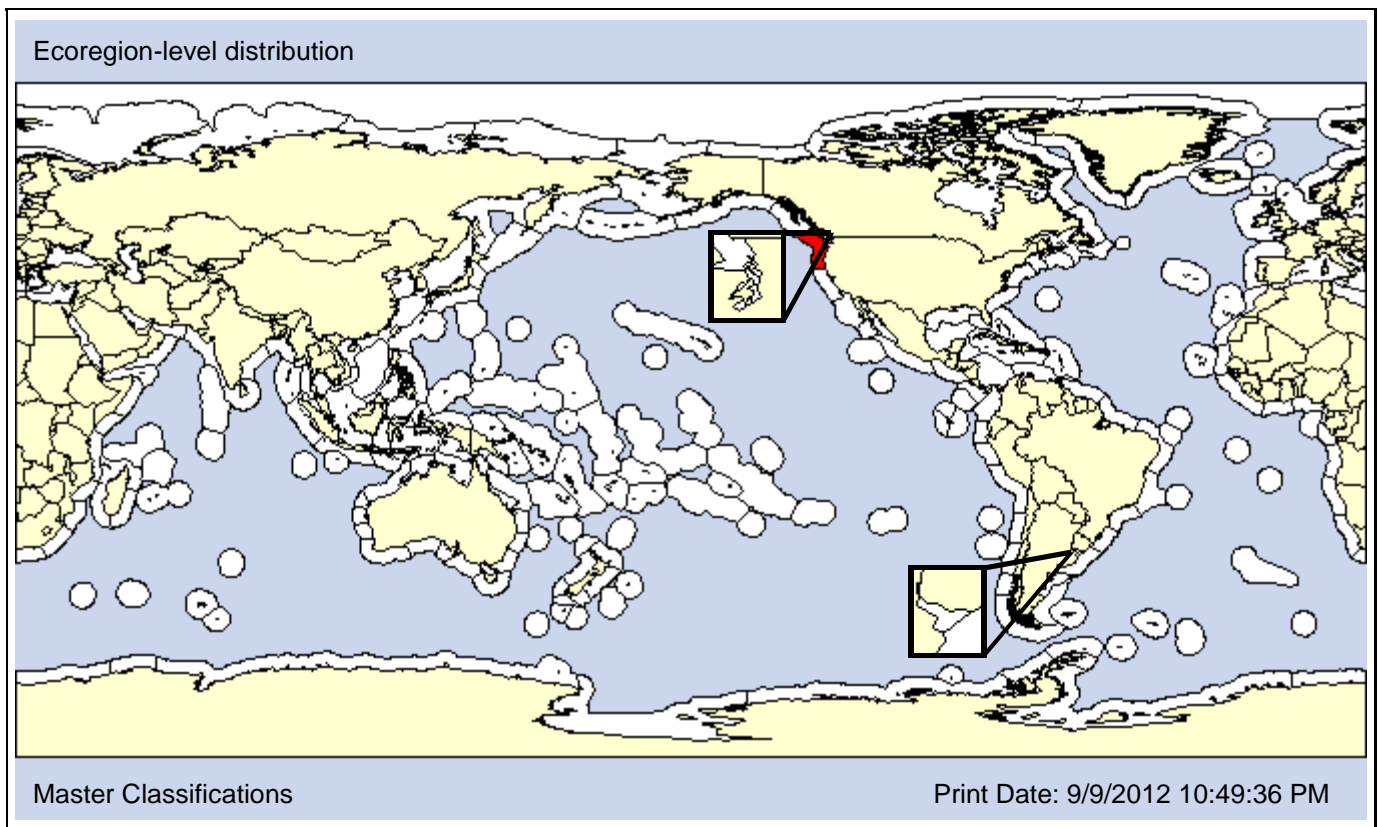 Ecoregion-level distribution
Master Classifications
Print Date: 9/9/2012 10:49:36 PM